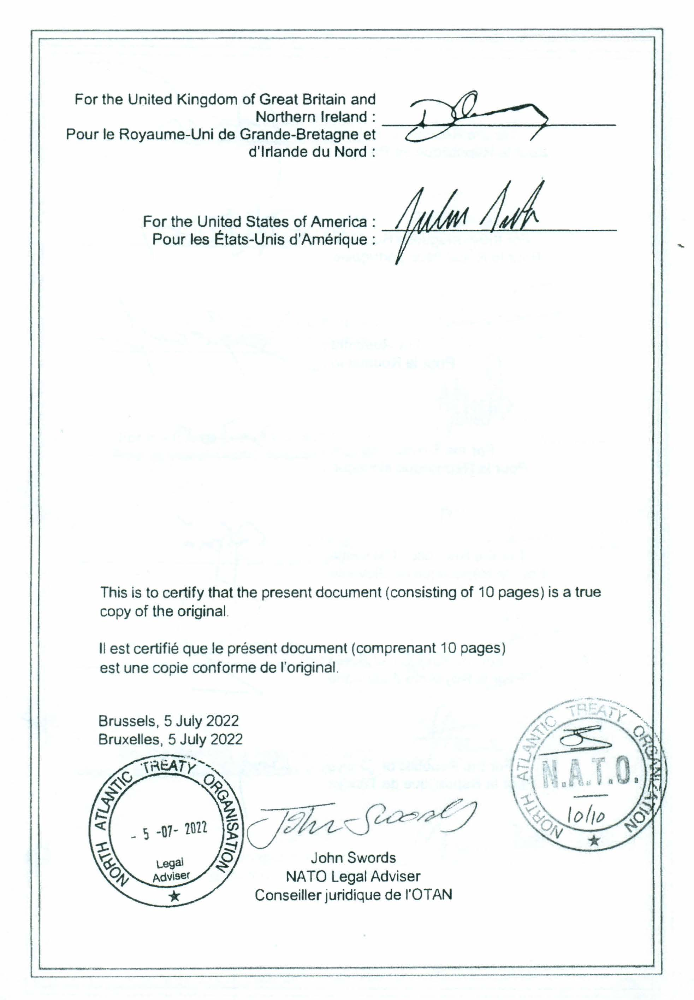 For the United Kingdom of Great Britain and
Northern Ireland :
Pour le Royaume-Uni de Grande-Bretagne et
d'Irlande du Nord :
For the United States of America :
Pour les États-Unis d'Amérique :
This is to certify that the present document (consisting of 10 pages) is a true
copy of the original.
Il est certifié que le présent document (comprenant 10 pages)
est une copie conforme de l'original.
Brussels, 5 July 2022
Bruxelles, 5 July 2022
NORTH ATLANTIC TREATY ORGANISATION
N.A.T.O.
10/10
NORTH ATLANTIC TREATY ORGANISATION
- 5 -07- 2022
Legal
Adviser
John Swords
John Swords
NATO Legal Adviser
Conseiller juridique de l'OTAN